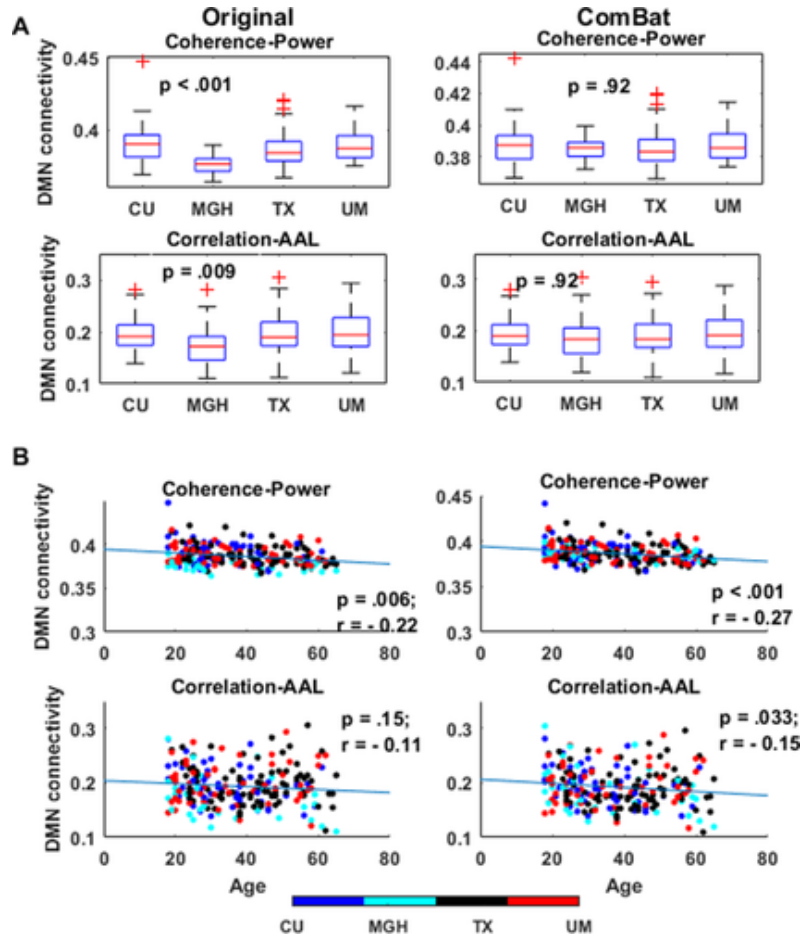 Original
ComBat
A
Coherence-Power
Coherence-Power
DMN connectivity
0.45
0.4
p < .001
CU MGH TX UM
DMN connectivity
0.44
0.42
0.4
0.38
p = .92
CU MGH TX UM
Correlation-AAL
Correlation-AAL
DMN connectivity
0.3
0.2
0.1
p = .009
CU MGH TX UM
0.3
0.2
0.1
p = .92
CU MGH TX UM
B
Coherence-Power
Coherence-Power
DMN connectivity
0.4
0.35
0.3
p = .006;
r = - 0.22
0 20 40 60 80
0.45
0.4
0.35
0.3
p < .001
r = - 0.27
0 20 40 60 80
Correlation-AAL
Correlation-AAL
DMN connectivity
0.3
0.2
0.1
p = .15;
r = - 0.11
0 20 40 60 80
Age
0.3
0.2
0.1
p = .033;
r = - 0.15
0 20 40 60 80
Age
CU MGH TX UM